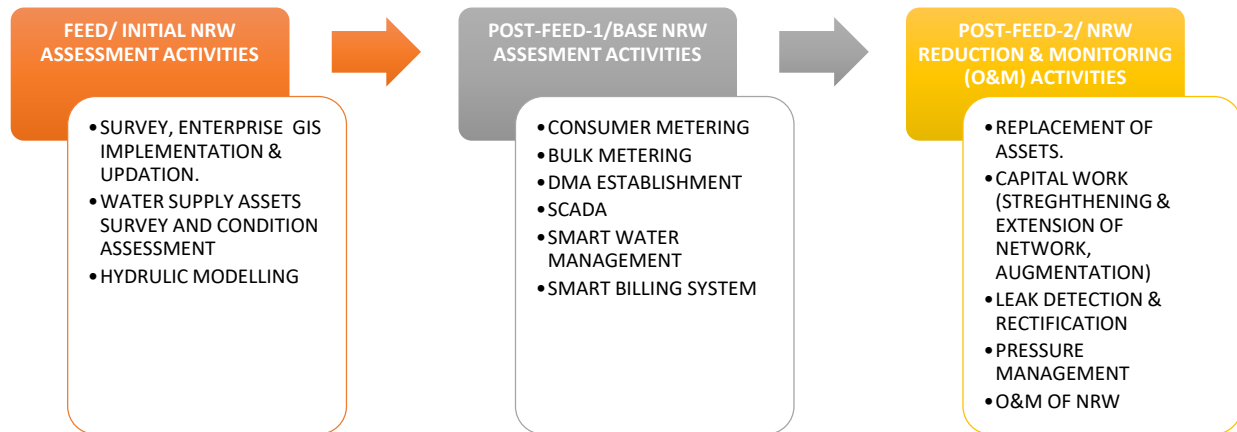 FEED/ INITIAL NRW
ASSESSMENT ACTIVITIES
•SURVEY, ENTERPRISE GIS
IMPLEMENTATION &
UPDATION.
•WATER SUPPLY ASSETS
SURVEY AND CONDITION
ASSESSMENT
•HYDRULIC MODELLING
POST-FEED-1/BASE NRW
ASSESMENT ACTIVITIES
•CONSUMER METERING
•BULK METERING
•DMA ESTABLISHMENT
•SCADA
•SMART WATER
MANAGEMENT
•SMART BILLING SYSTEM
POST-FEED-2/ NRW
REDUCTION & MONITORING
(O&M) ACTIVITIES
•REPLACEMENT OF
ASSETS.
•CAPITAL WORK
(STREGHTHENING &
EXTENSION OF
NETWORK,
AUGMENTATION)
•LEAK DETECTION &
RECTIFICATION
•PRESSURE
MANAGEMENT
•O&M OF NRW